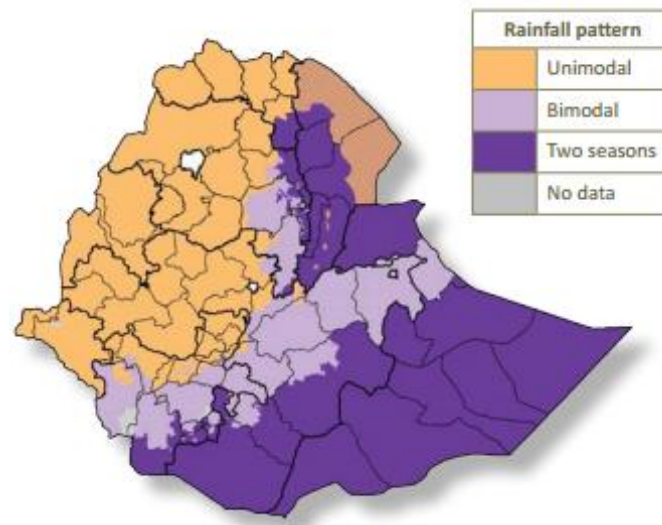 Rainfall pattern
Unimodal
Bimodal
Two seasons
No data